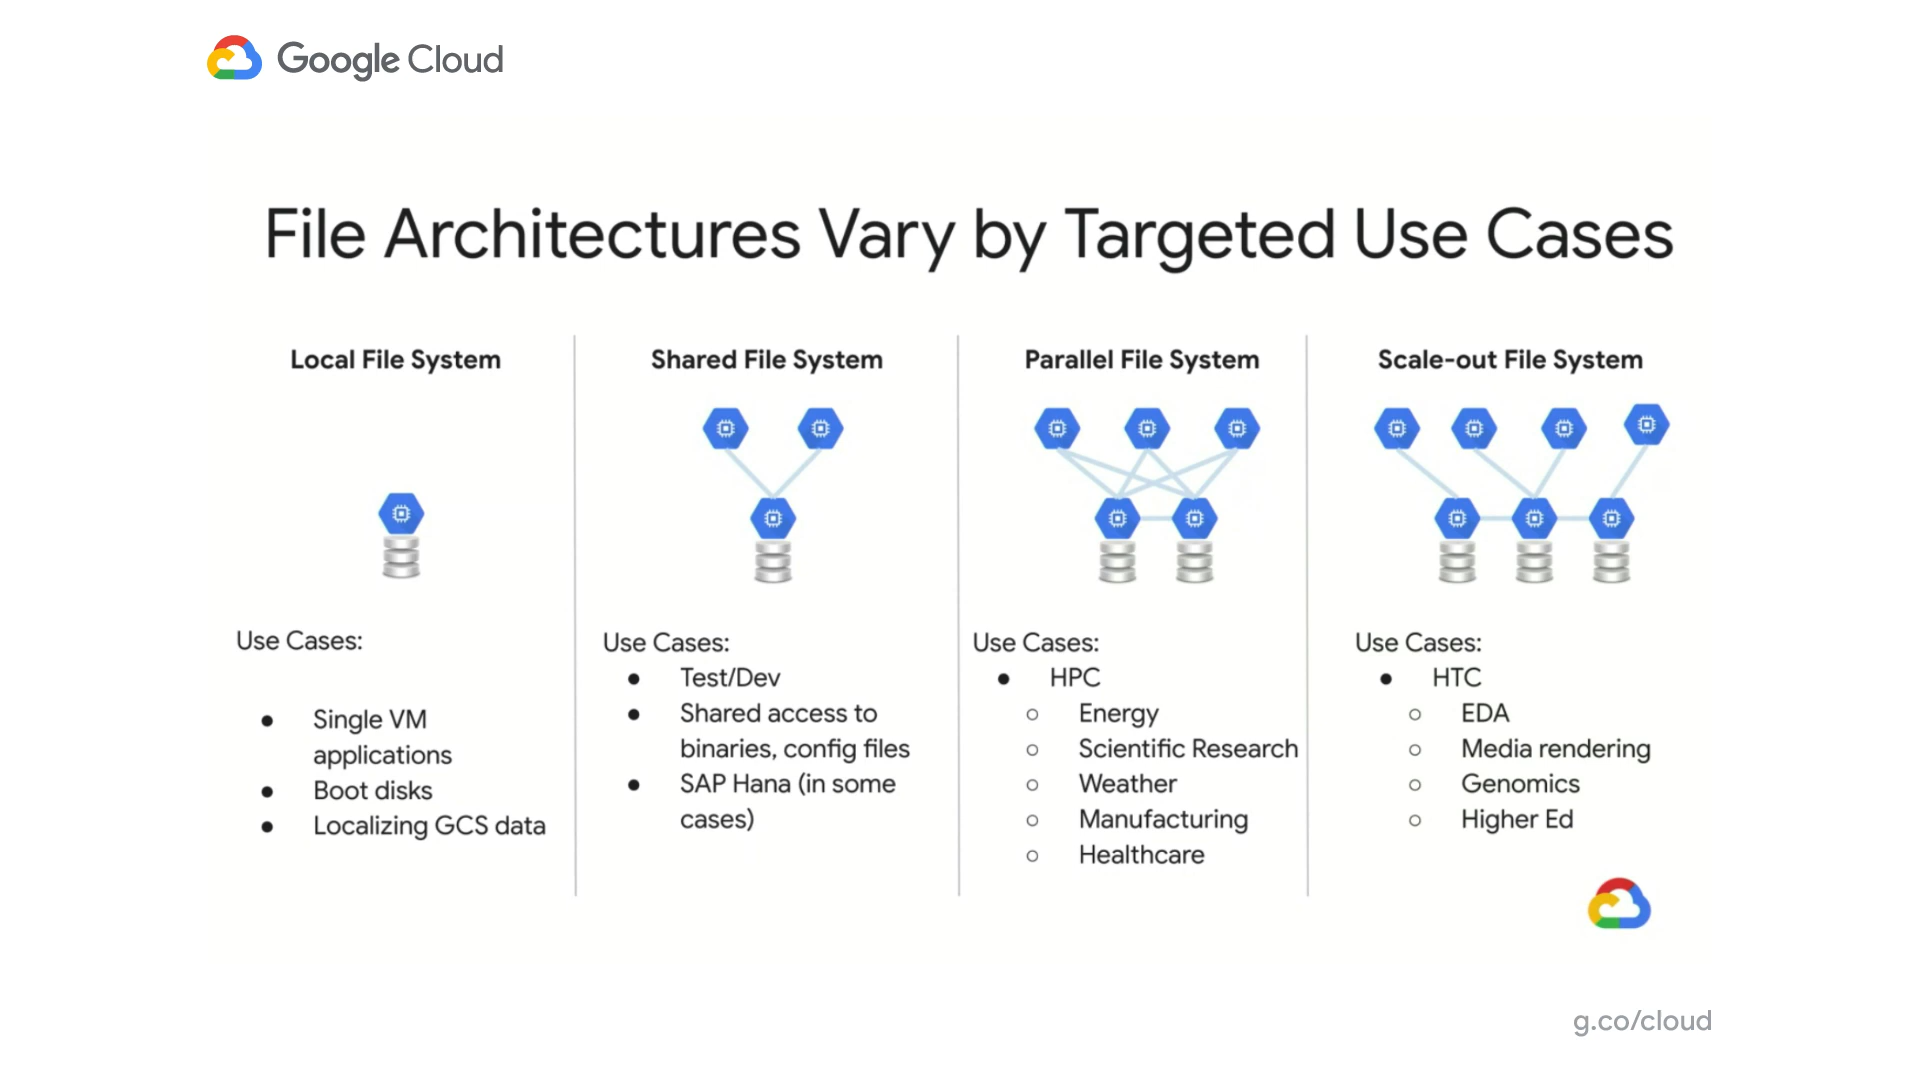 Google Cloud
File Architectures Vary by Targeted Use Cases
Local File System
Use Cases:
● Single VM
applications
● Boot disks
● Localizing GCS data
Shared File System
Use Cases:
● Test/Dev
● Shared access to
binaries, config files
● SAP Hana (in some
cases)
Parallel File System
Use Cases:
● HPC
○ Energy
○ Scientific Research
○ Weather
○ Manufacturing
○ Healthcare
Scale-out File System
Use Cases:
● HTC
○ EDA
○ Media rendering
○ Genomics
○ Higher Ed
g.co/cloud